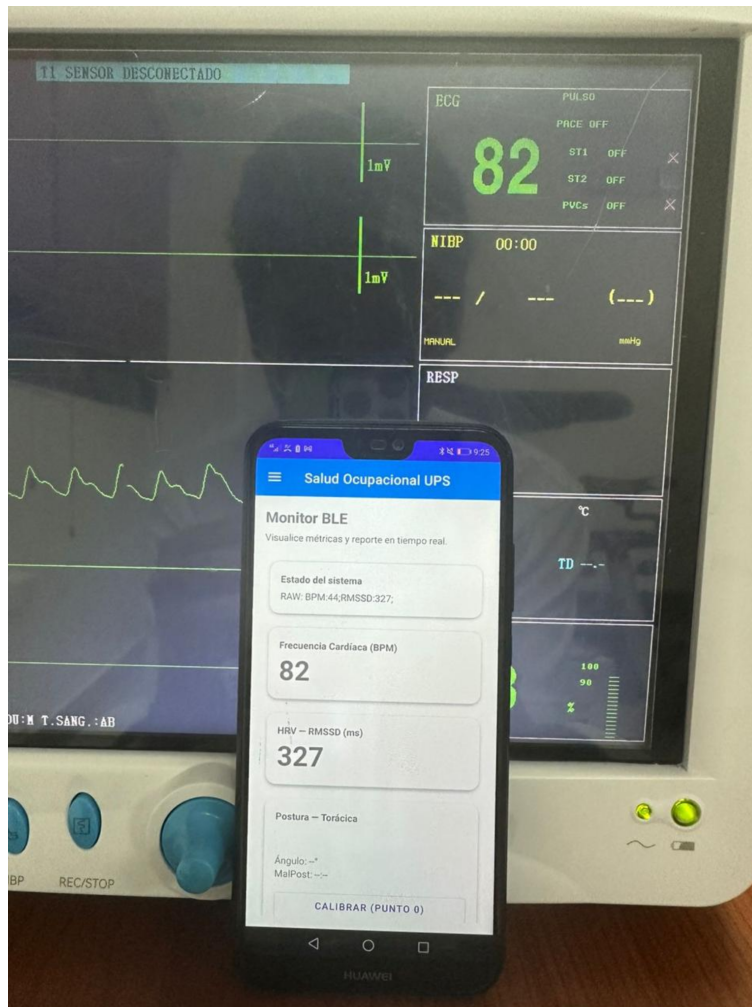 T1 SENSOR DESCONECTADO
1mV
1mV
ECG
PULSO
PACE OFF
82
ST1 OFF
ST2 OFF
PVCs OFF
NIBP 00:00
--- / --- (---)
MANUAL
mmHg
RESP
°C
TD --.-
100
90
%
T.SANG.:AB
REC/STOP
9:25
Salud Ocupacional UPS
Monitor BLE
Visualice métricas y reporte en tiempo real.
Estado del sistema
RAW: BPM:44;RMSSD:327;
Frecuencia Cardíaca (BPM)
82
HRV – RMSSD (ms)
327
Postura – Torácica
Ángulo: --°
MalPost: --:--
CALIBRAR (PUNTO 0)
HUAWEI